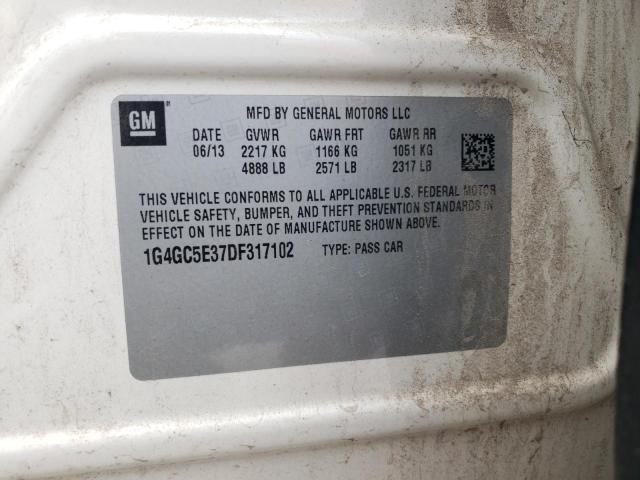 GM
MFD BY GENERAL MOTORS LLC
DATE GVWR GAWR FRT GAWR RR
06/13 2217 KG 1166 KG 1051 KG
4888 LB 2571 LB 2317 LB
THIS VEHICLE CONFORMS TO ALL APPLICABLE U.S. FEDERAL MOTOR
VEHICLE SAFETY, BUMPER, AND THEFT PREVENTION STANDARDS IN
EFFECT ON THE DATE OF MANUFACTURE SHOWN ABOVE.
1G4GC5E37DF317102 TYPE: PASS CAR